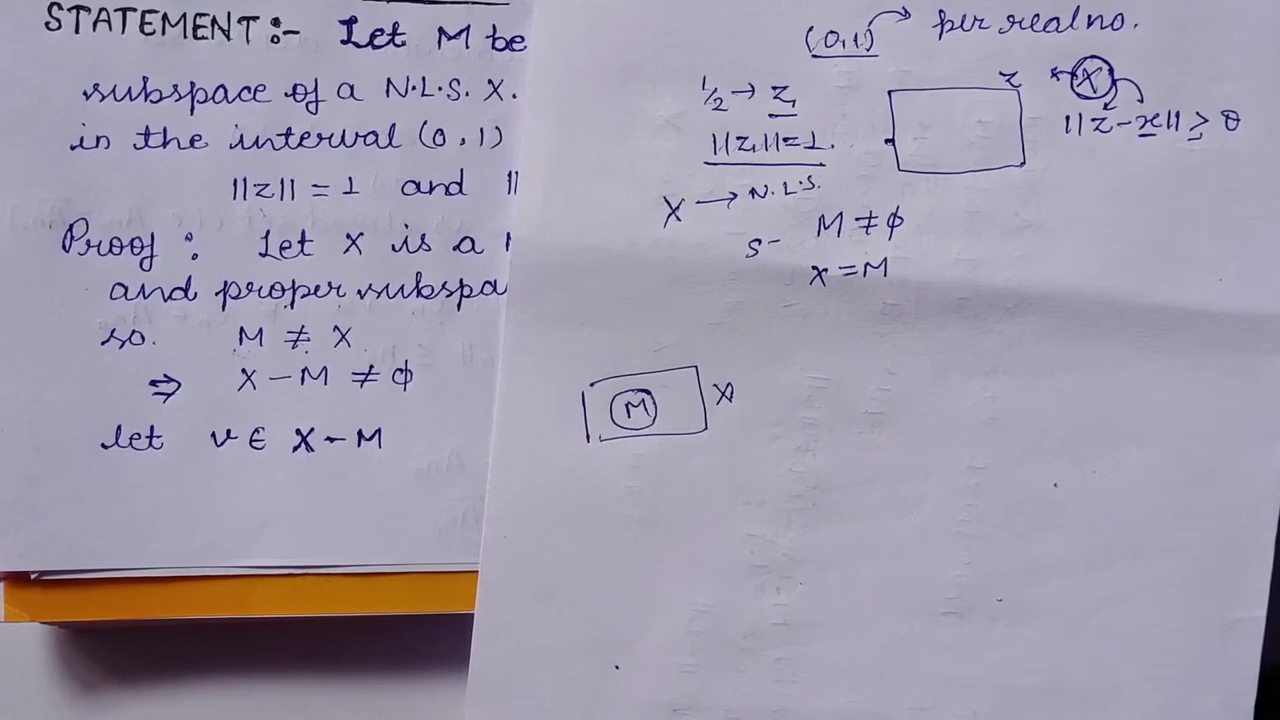 STATEMENT:- Let M be
subspace of a N.L.S. X.
in the interval (0,1)
||z|| = 1 and ||
Proof : Let X is a
and proper subspa
so. M ≠ X
⇒ X - M ≠ ϕ
let v ∈ X - M
(0,1) → per real no.
1/2 → z₁
||z₁|| = 1.
X → N.L.S.
S- M ≠ ϕ
x = M
z X
||z - x|| ≥ θ
M X